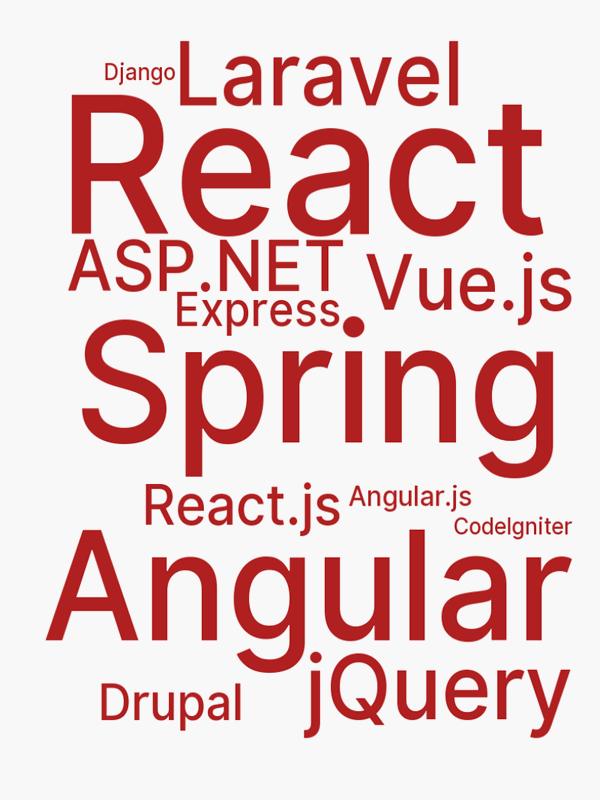 Django Laravel
React
ASP.NET Vue.js
Express
Spring
React.js Angular.js
CodeIgniter
Angular
jQuery
Drupal